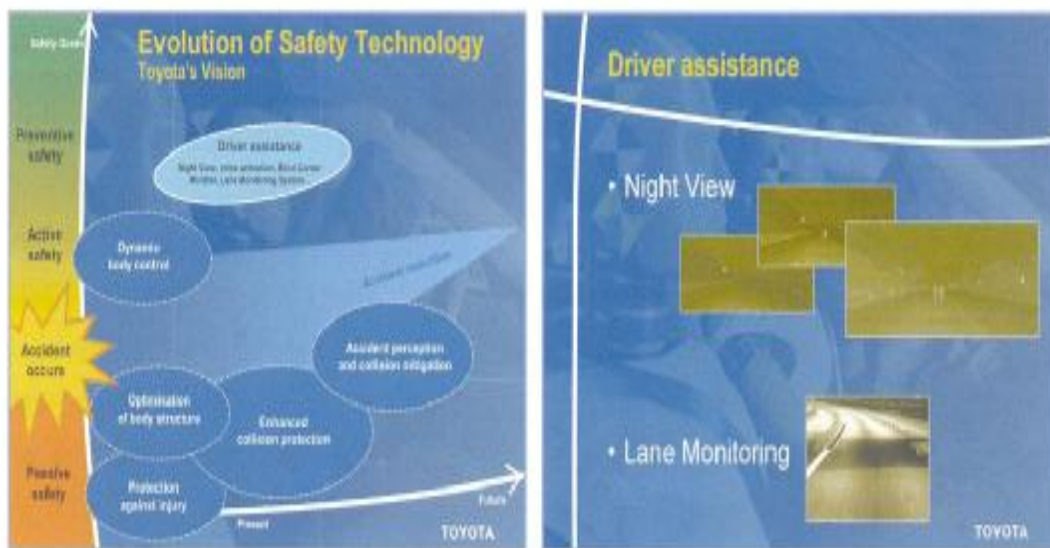 Evolution of Safety Technology
Toyota's Vision
Preventive
safety
Driver assistance
Active
safety
Dynamic
body control
Accident
occurs
Accident perception
and collision mitigation
Optimisation
of body structure
Enhanced
collision protection
Passive
safety
Protection
against injury
Present
Future
TOYOTA
Driver assistance
• Night View
• Lane Monitoring
TOYOTA